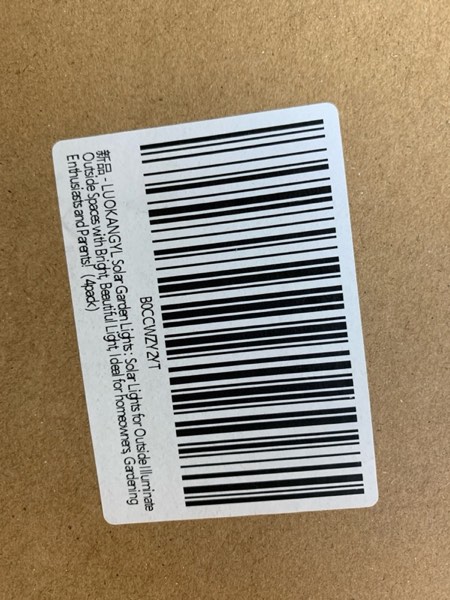 B0CCWZY2YT
新品 - LUOKANGYL Solar Garden Lights : Solar Lights for Outside Illuminate
Outside Spaces with Bright, Beautiful Light, ideal for homeowners, Gardening
Enthusiasts and Parents! (4pack)